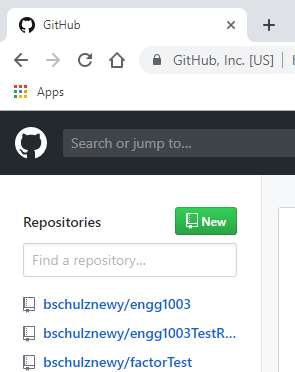 GitHub
GitHub, Inc. [US]
Apps
Search or jump to...
Repositories
New
Find a repository...
bschulznewy/engg1003
bschulznewy/engg1003TestR...
bschulznewy/factorTest